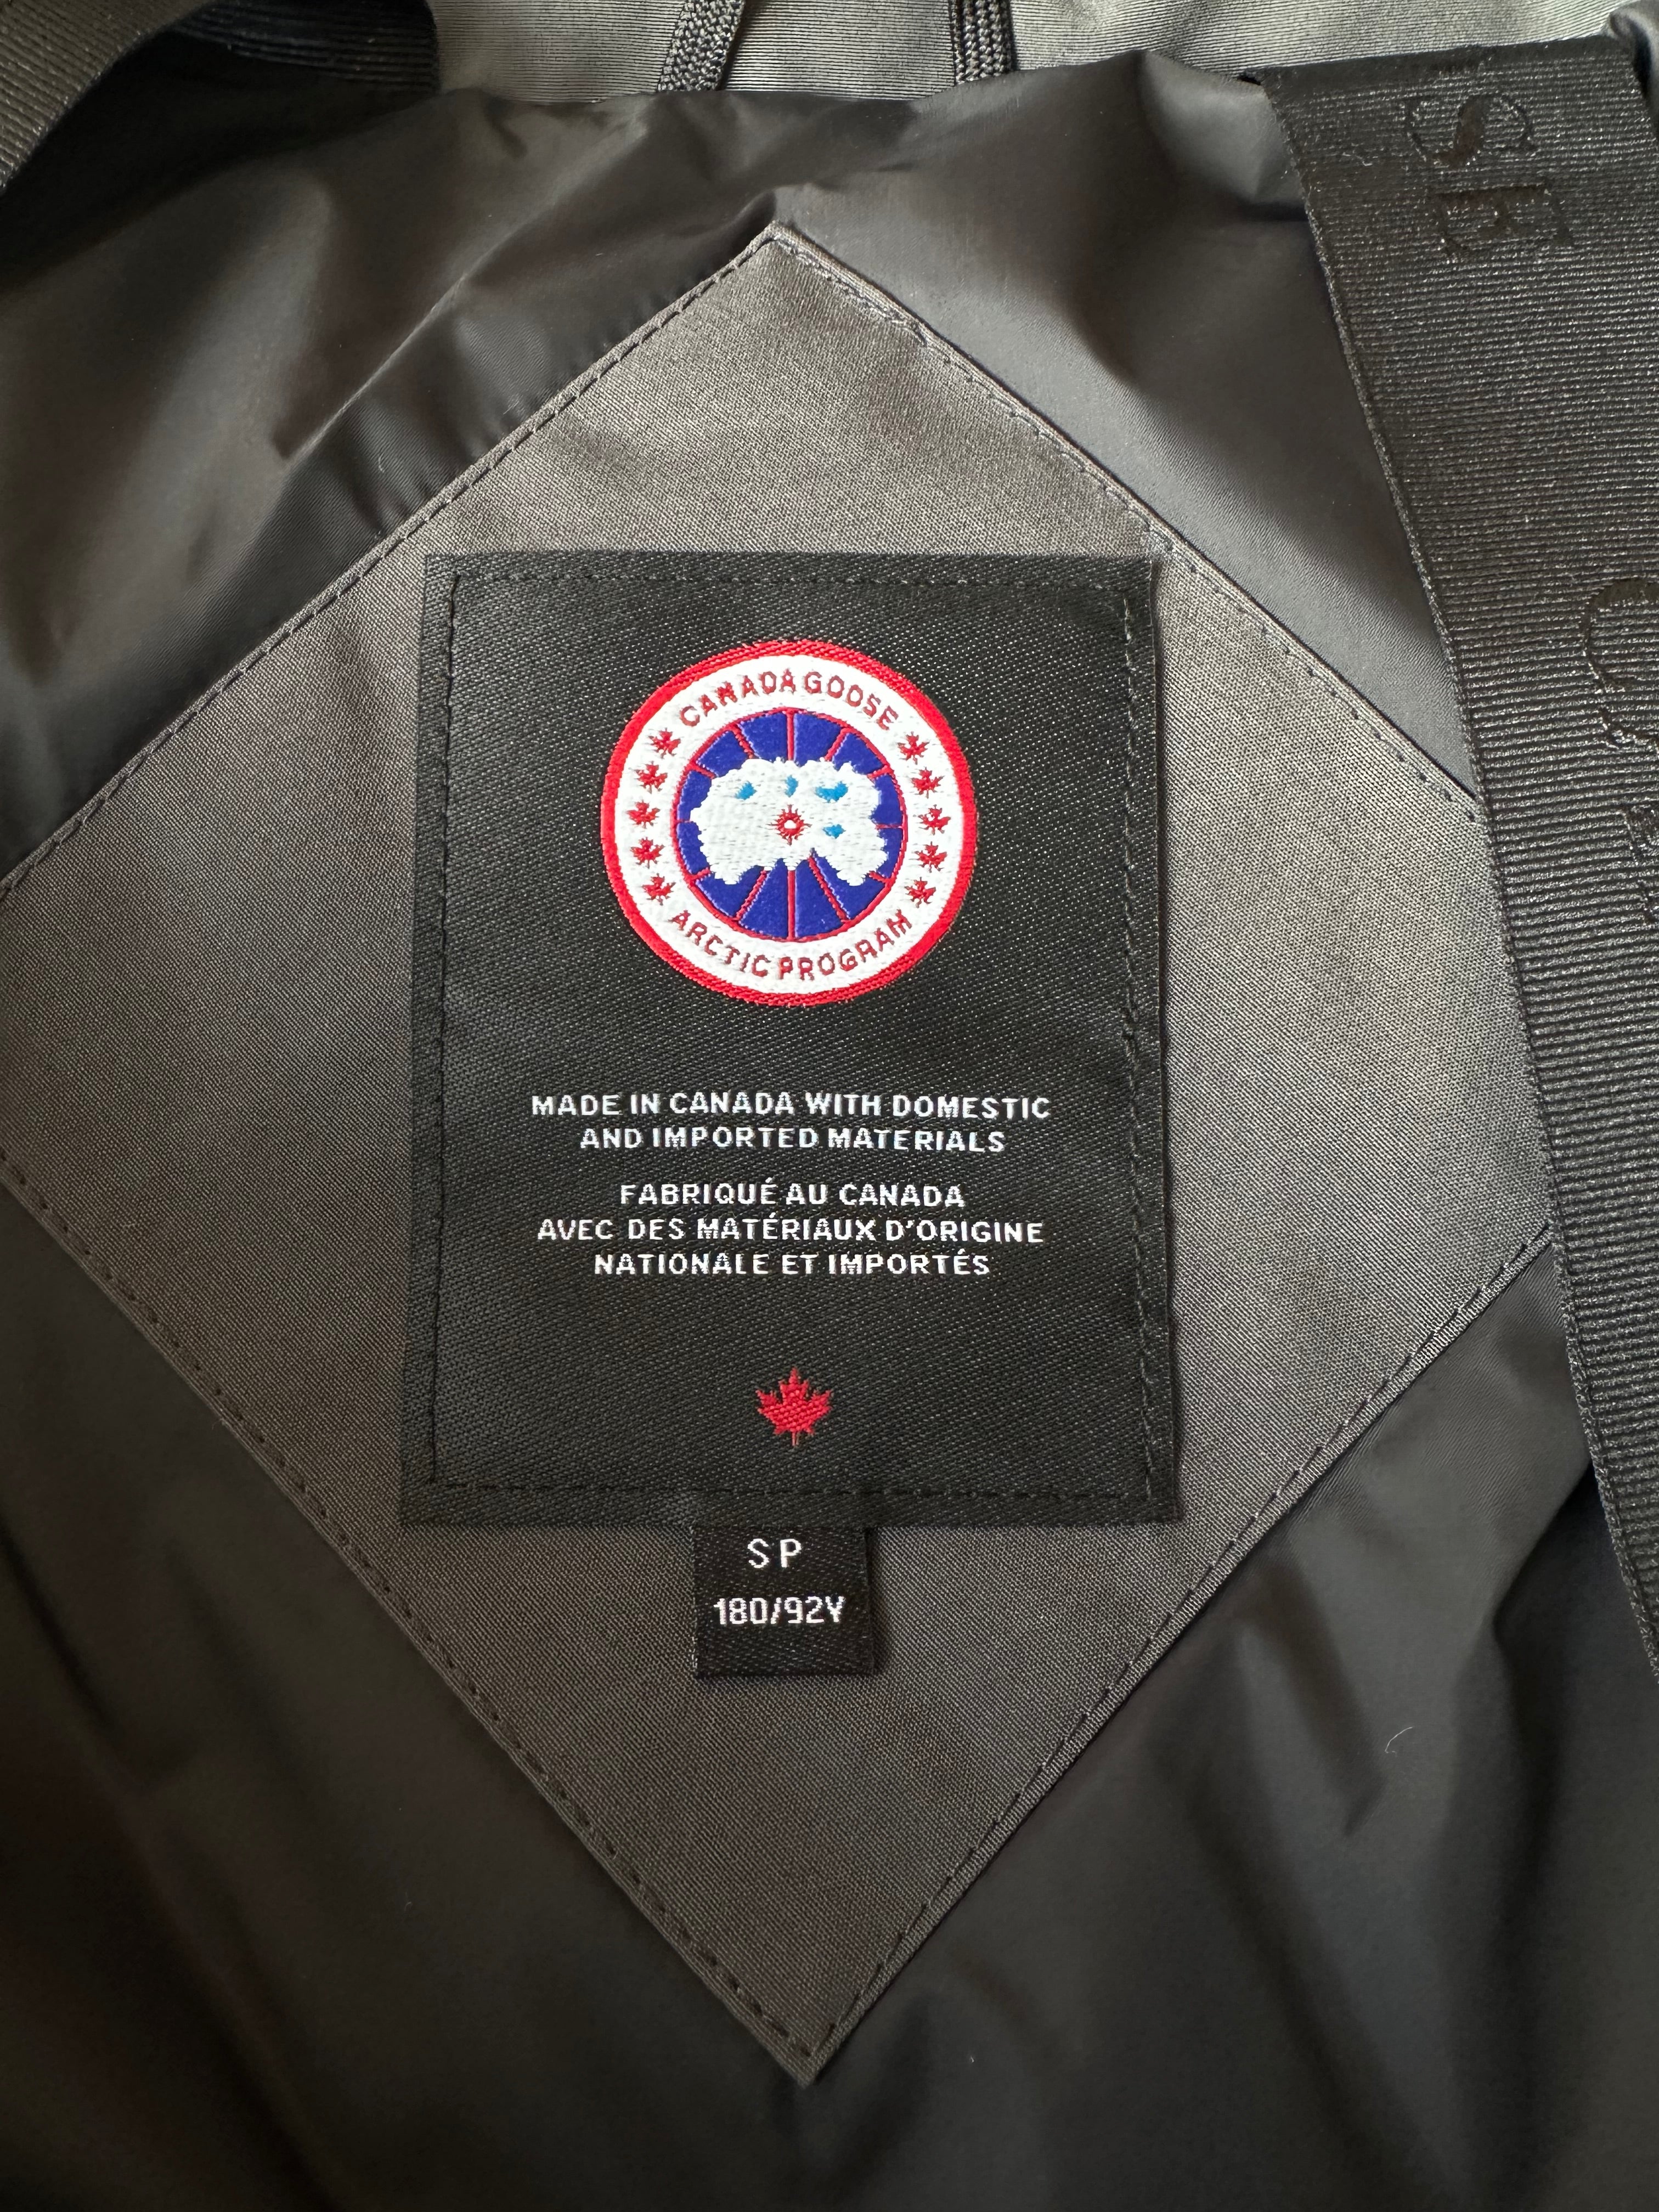 CANADA GOOSE
ARCTIC PROGRAM
MADE IN CANADA WITH DOMESTIC
AND IMPORTED MATERIALS
FABRIQUÉ AU CANADA
AVEC DES MATÉRIAUX D'ORIGINE
NATIONALE ET IMPORTÉS
SP
180/92Y